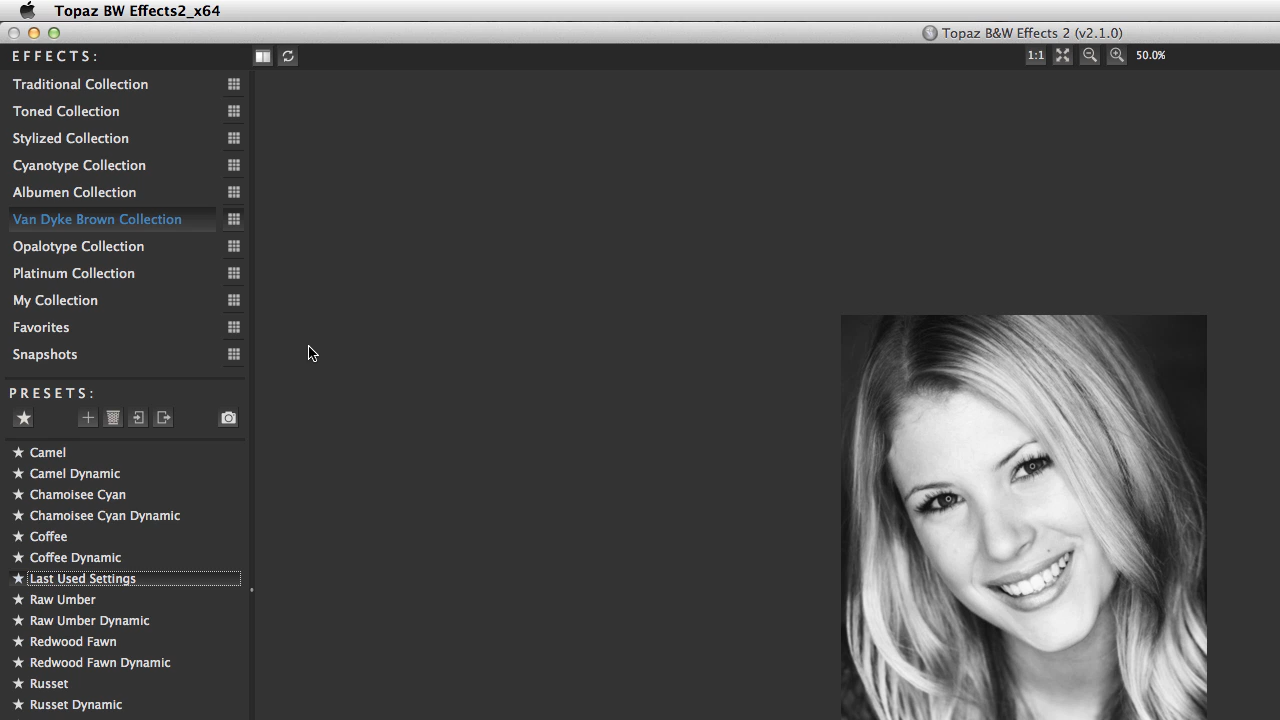 Topaz BW Effects2_x64
Topaz B&W Effects 2 (v2.1.0)
EFFECTS:
1:1
50.0%
Traditional Collection
Toned Collection
Stylized Collection
Cyanotype Collection
Albumen Collection
Van Dyke Brown Collection
Opalotype Collection
Platinum Collection
My Collection
Favorites
Snapshots
PRESETS:
Camel
Camel Dynamic
Chamoisee Cyan
Chamoisee Cyan Dynamic
Coffee
Coffee Dynamic
Last Used Settings
Raw Umber
Raw Umber Dynamic
Redwood Fawn
Redwood Fawn Dynamic
Russet
Russet Dynamic